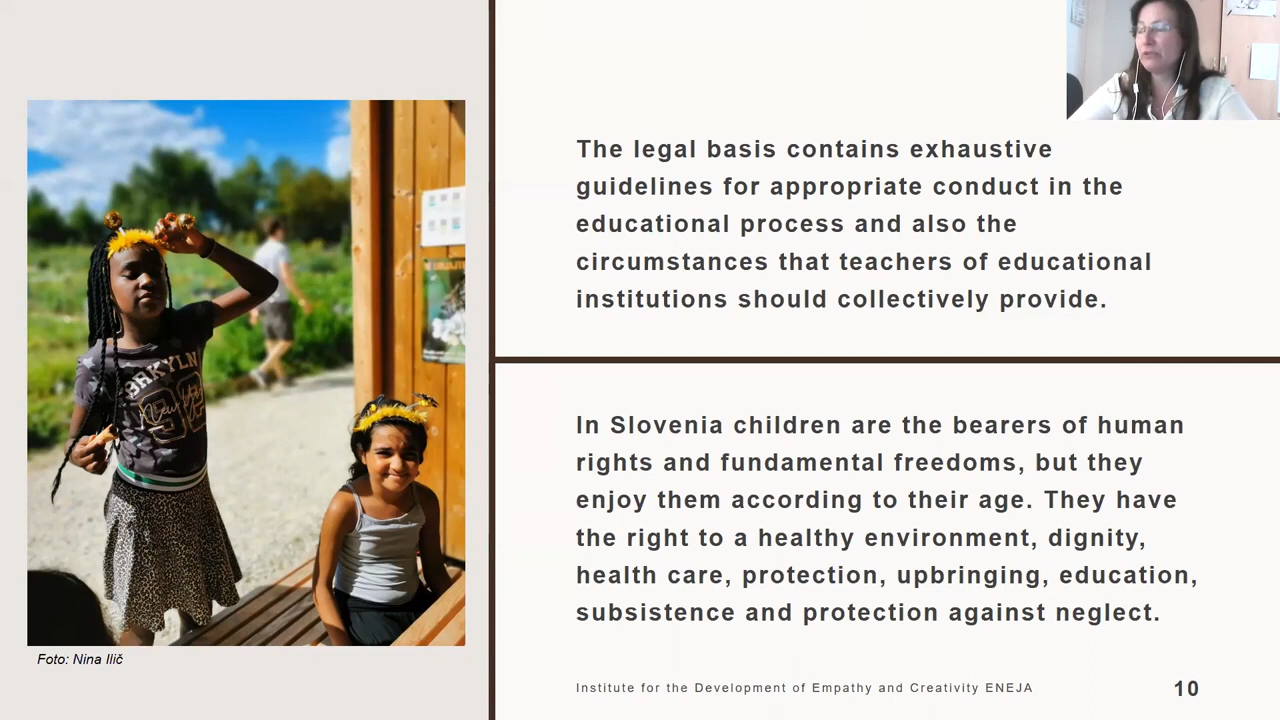 The legal basis contains exhaustive
guidelines for appropriate conduct in the
educational process and also the
circumstances that teachers of educational
institutions should collectively provide.
In Slovenia children are the bearers of human
rights and fundamental freedoms, but they
enjoy them according to their age. They have
the right to a healthy environment, dignity,
health care, protection, upbringing, education,
subsistence and protection against neglect.
BRKYLN
New York
Foto: Nina Ilič
Institute for the Development of Empathy and Creativity ENEJA
10